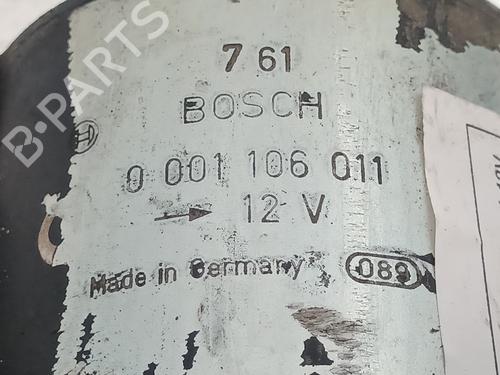 B-PARTS
7 61
BOSCH
0 001 106 011
12 V
Made in Germany 089